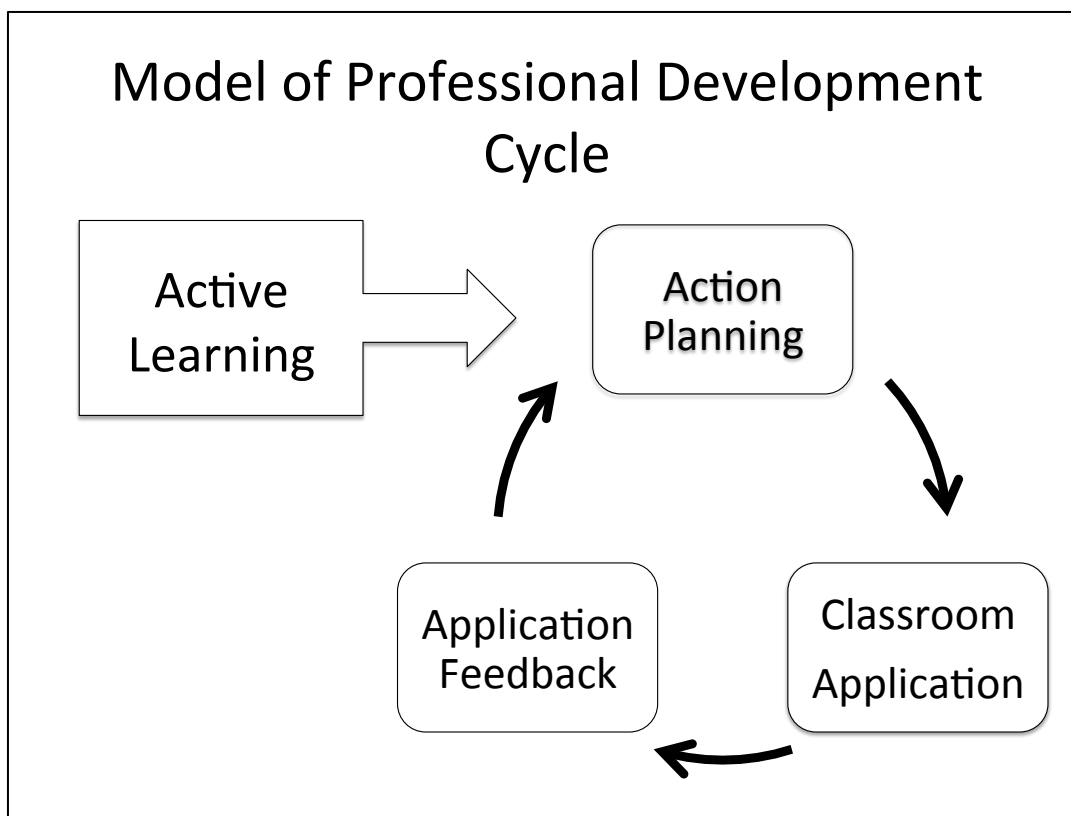 Model of Professional Development
Cycle
Active
Learning
Action
Planning
Classroom
Application
Application
Feedback